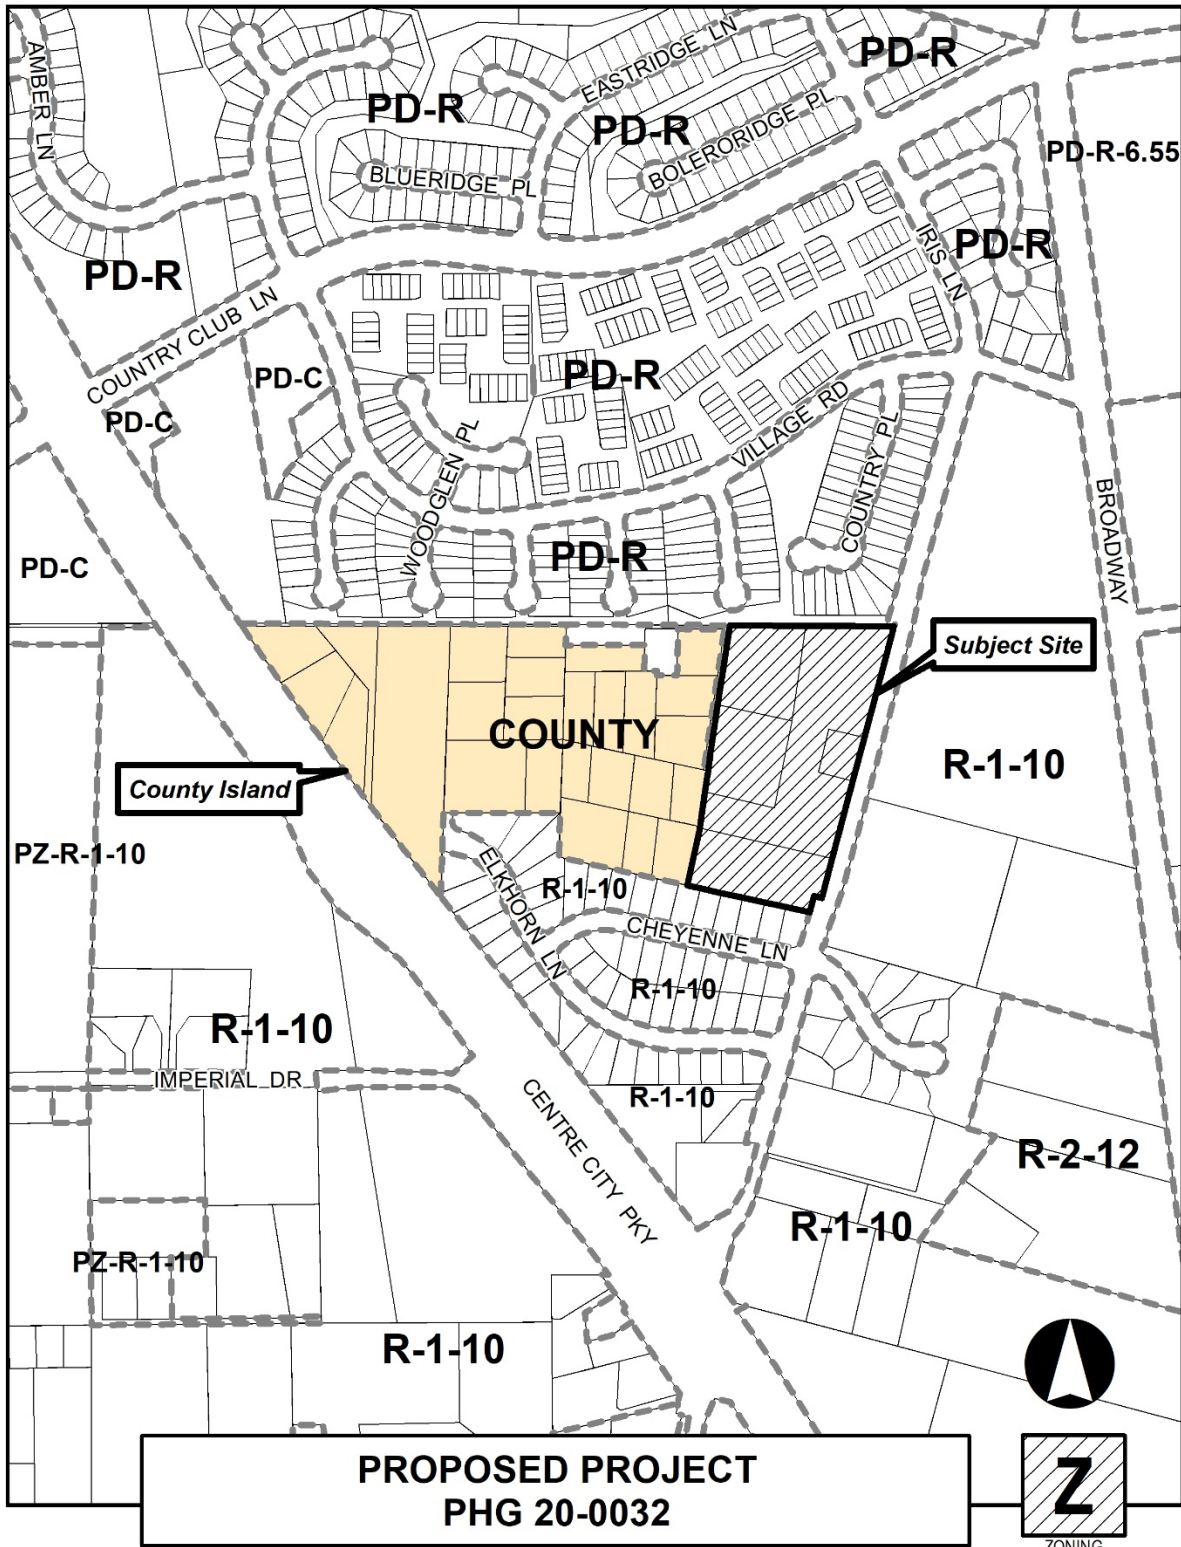 EASTRIDGE LN
PD-R
AMBER LN
PD-R
PD-R
BOLERORIDGE PL
PD-R-6.55
BLUERIDGE PL
PD-R
IRIS LN
PD-R
COUNTRY CLUB LN
PD-C
PD-R
PD-C
VILLAGE RD
WOODGLEN PL
COUNTRY PL
BROADWAY
PD-C
PD-R
Subject Site
COUNTY
R-1-10
County Island
PZ-R-1-10
ELKHORN LN
R-1-10
CHEYENNE LN
R-1-10
R-1-10
IMPERIAL DR
R-1-10
CENTRE CITY PKY
R-2-12
R-1-10
PZ-R-1-10
R-1-10
PROPOSED PROJECT
PHG 20-0032
Z
ZONING